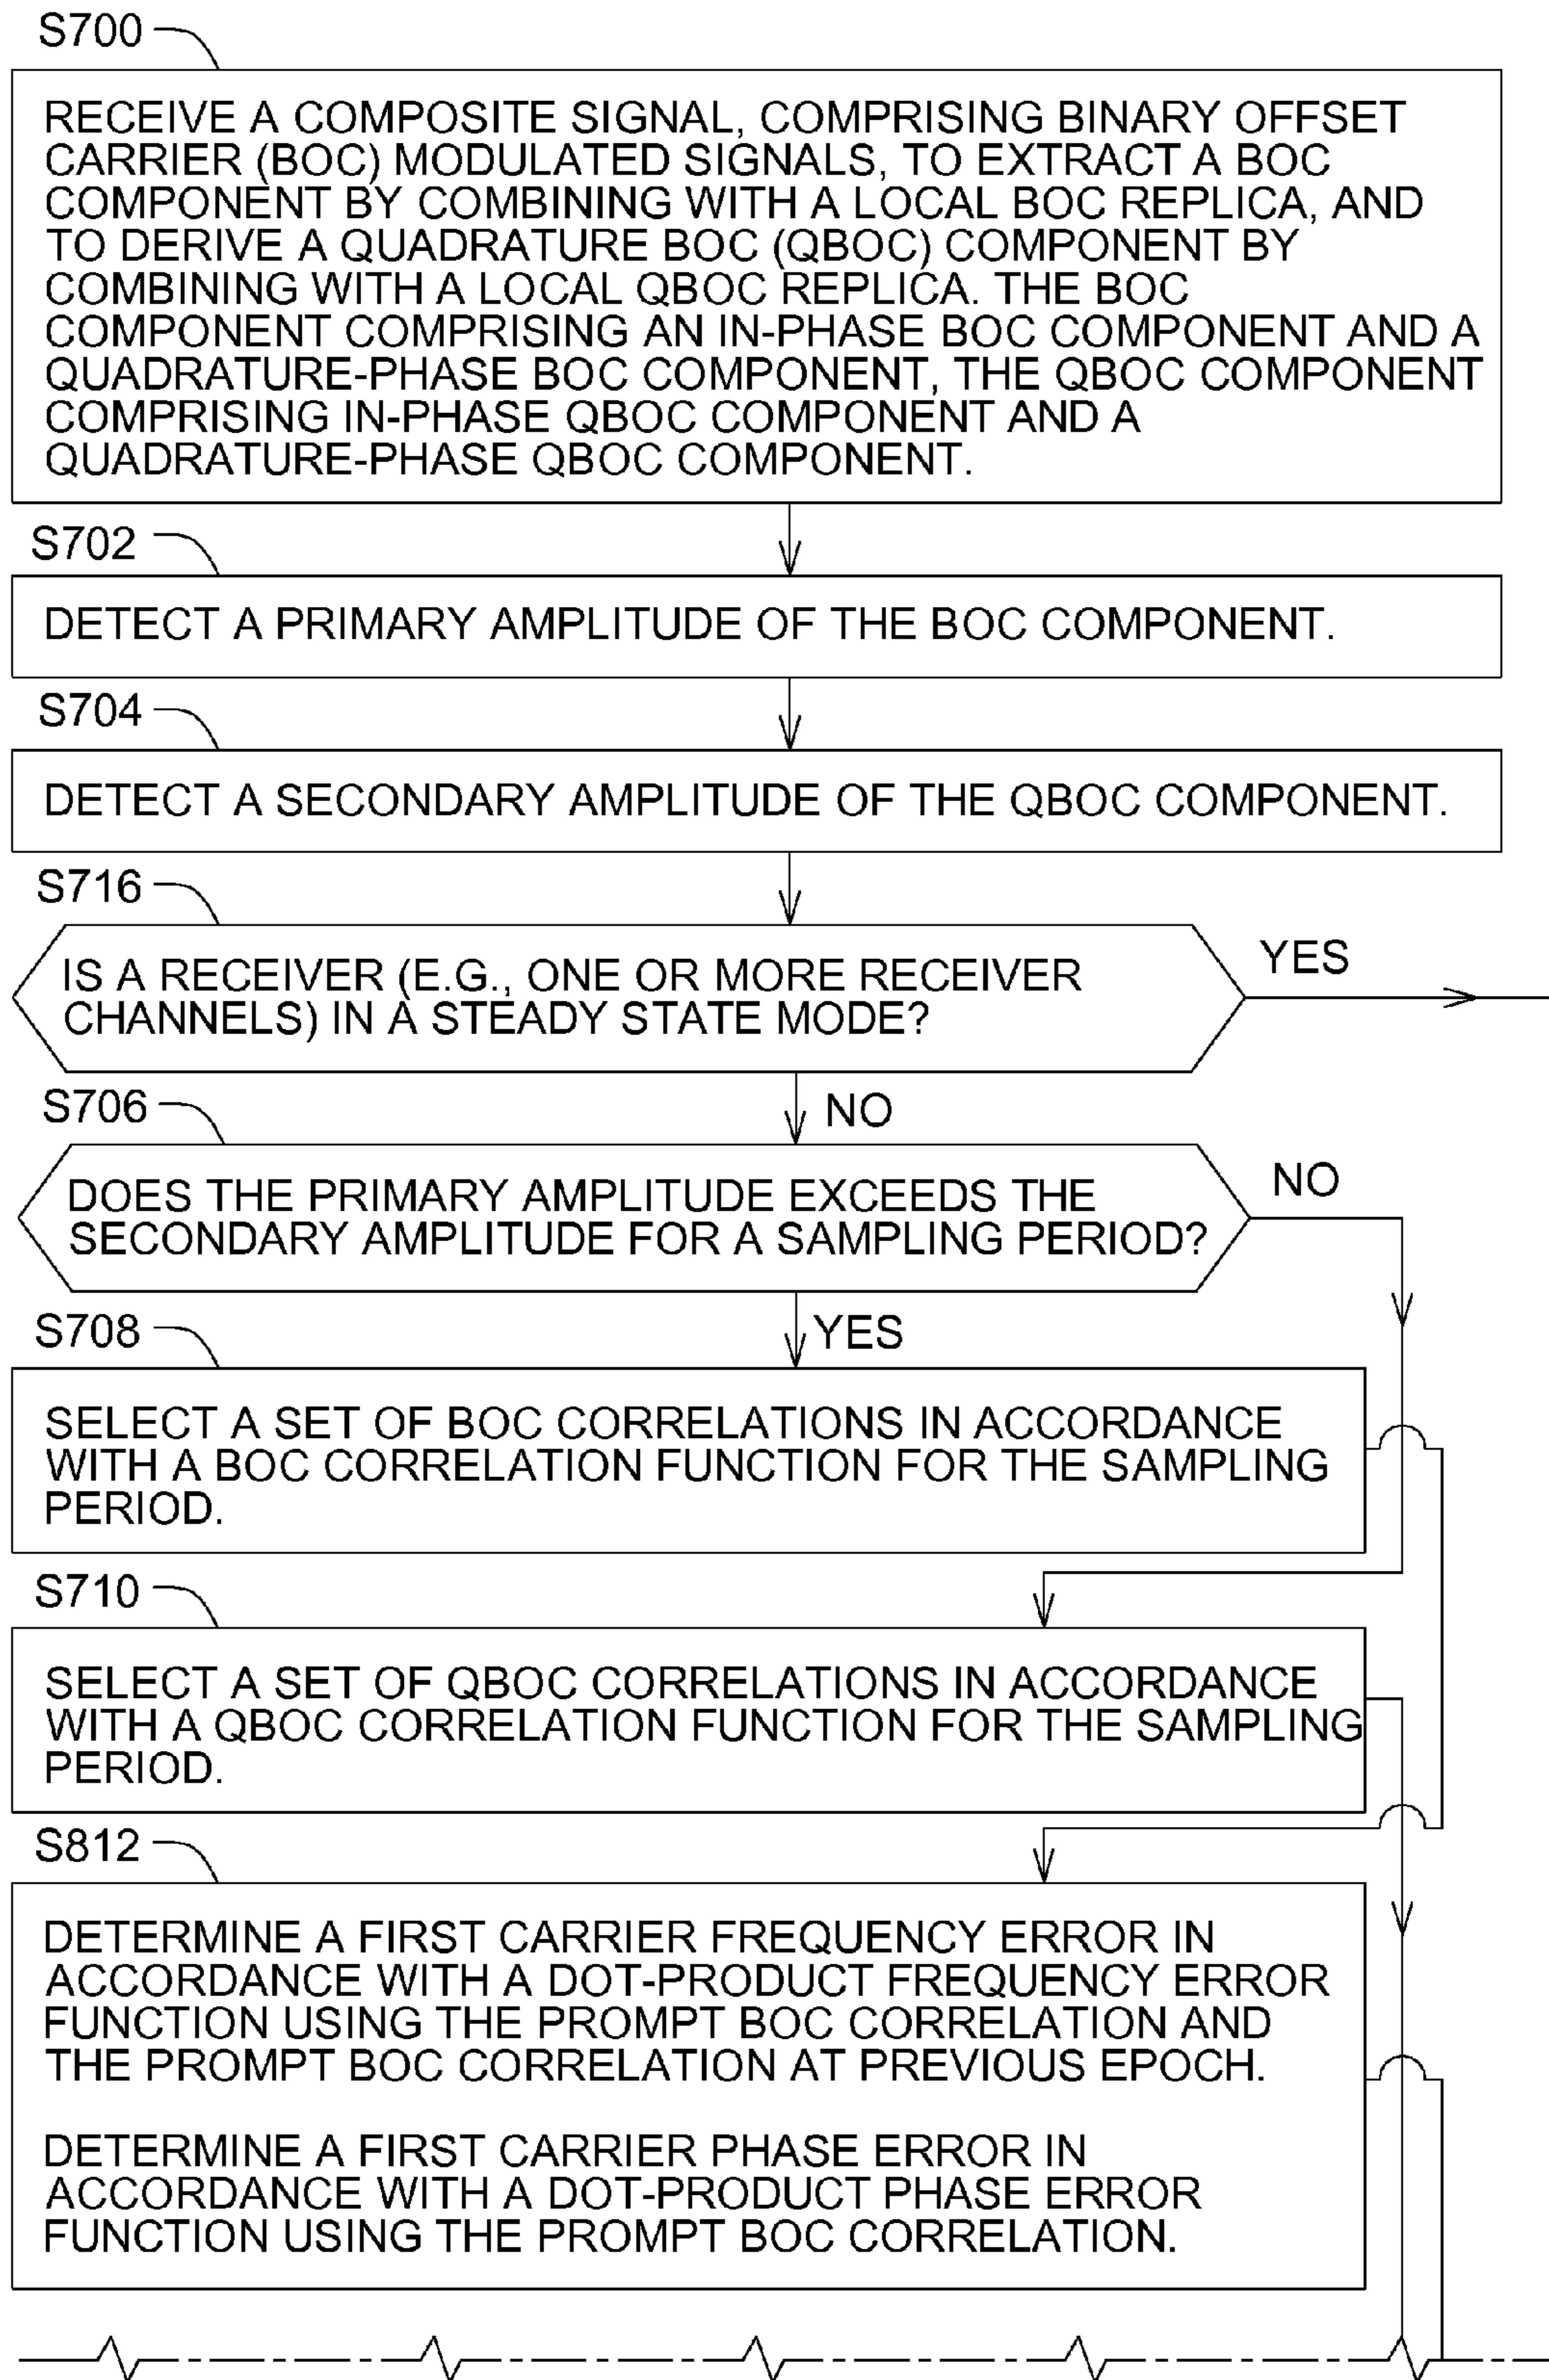 S700
RECEIVE A COMPOSITE SIGNAL, COMPRISING BINARY OFFSET
CARRIER (BOC) MODULATED SIGNALS, TO EXTRACT A BOC
COMPONENT BY COMBINING WITH A LOCAL BOC REPLICA, AND
TO DERIVE A QUADRATURE BOC (QBOC) COMPONENT BY
COMBINING WITH A LOCAL QBOC REPLICA. THE BOC
COMPONENT COMPRISING AN IN-PHASE BOC COMPONENT AND A
QUADRATURE-PHASE BOC COMPONENT, THE QBOC COMPONENT
COMPRISING IN-PHASE QBOC COMPONENT AND A
QUADRATURE-PHASE QBOC COMPONENT.
S702
DETECT A PRIMARY AMPLITUDE OF THE BOC COMPONENT.
S704
DETECT A SECONDARY AMPLITUDE OF THE QBOC COMPONENT.
S716
IS A RECEIVER (E.G., ONE OR MORE RECEIVER
CHANNELS) IN A STEADY STATE MODE?
YES
NO
S706
DOES THE PRIMARY AMPLITUDE EXCEEDS THE
SECONDARY AMPLITUDE FOR A SAMPLING PERIOD?
NO
YES
S708
SELECT A SET OF BOC CORRELATIONS IN ACCORDANCE
WITH A BOC CORRELATION FUNCTION FOR THE SAMPLING
PERIOD.
S710
SELECT A SET OF QBOC CORRELATIONS IN ACCORDANCE
WITH A QBOC CORRELATION FUNCTION FOR THE SAMPLING
PERIOD.
S812
DETERMINE A FIRST CARRIER FREQUENCY ERROR IN
ACCORDANCE WITH A DOT-PRODUCT FREQUENCY ERROR
FUNCTION USING THE PROMPT BOC CORRELATION AND
THE PROMPT BOC CORRELATION AT PREVIOUS EPOCH.
DETERMINE A FIRST CARRIER PHASE ERROR IN
ACCORDANCE WITH A DOT-PRODUCT PHASE ERROR
FUNCTION USING THE PROMPT BOC CORRELATION.